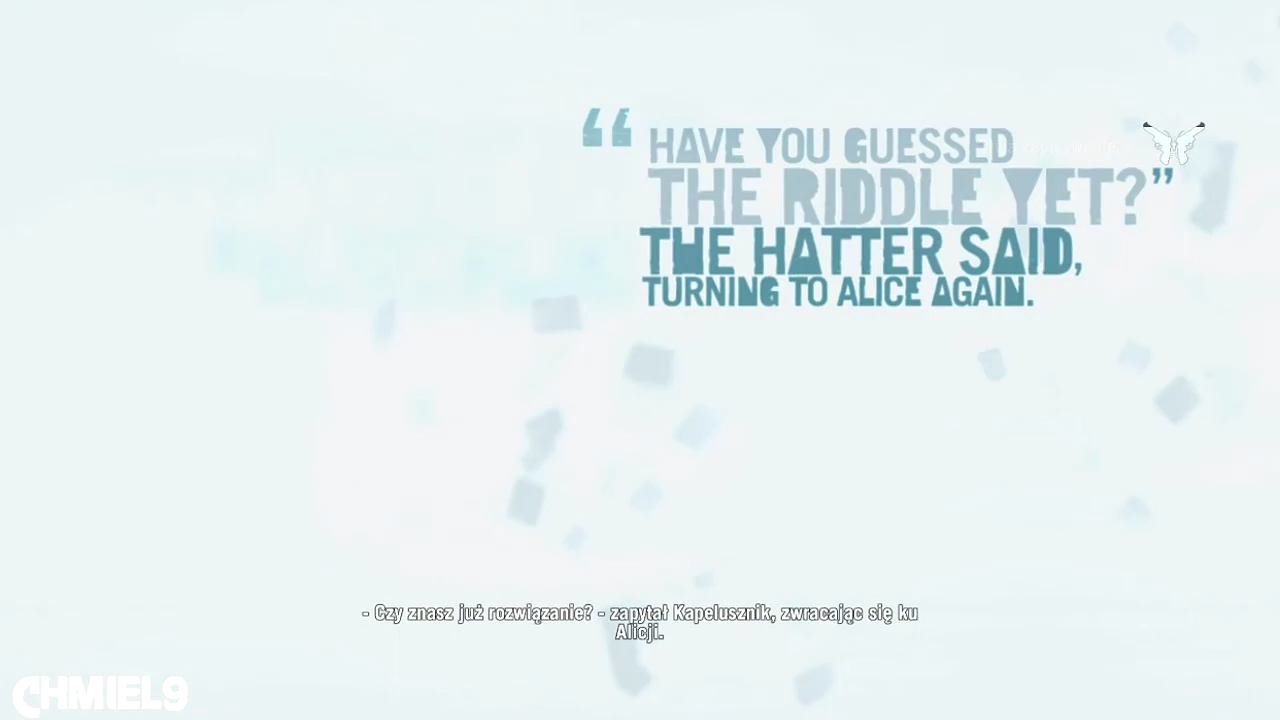 “ HAVE YOU GUESSED
THE RIDDLE YET?”
THE HATTER SAID,
TURNING TO ALICE AGAIN.
- Czy znasz już rozwiązanie? - zapytał Kapelusznik, zwracając się ku
Alicji.
CHMIEL9